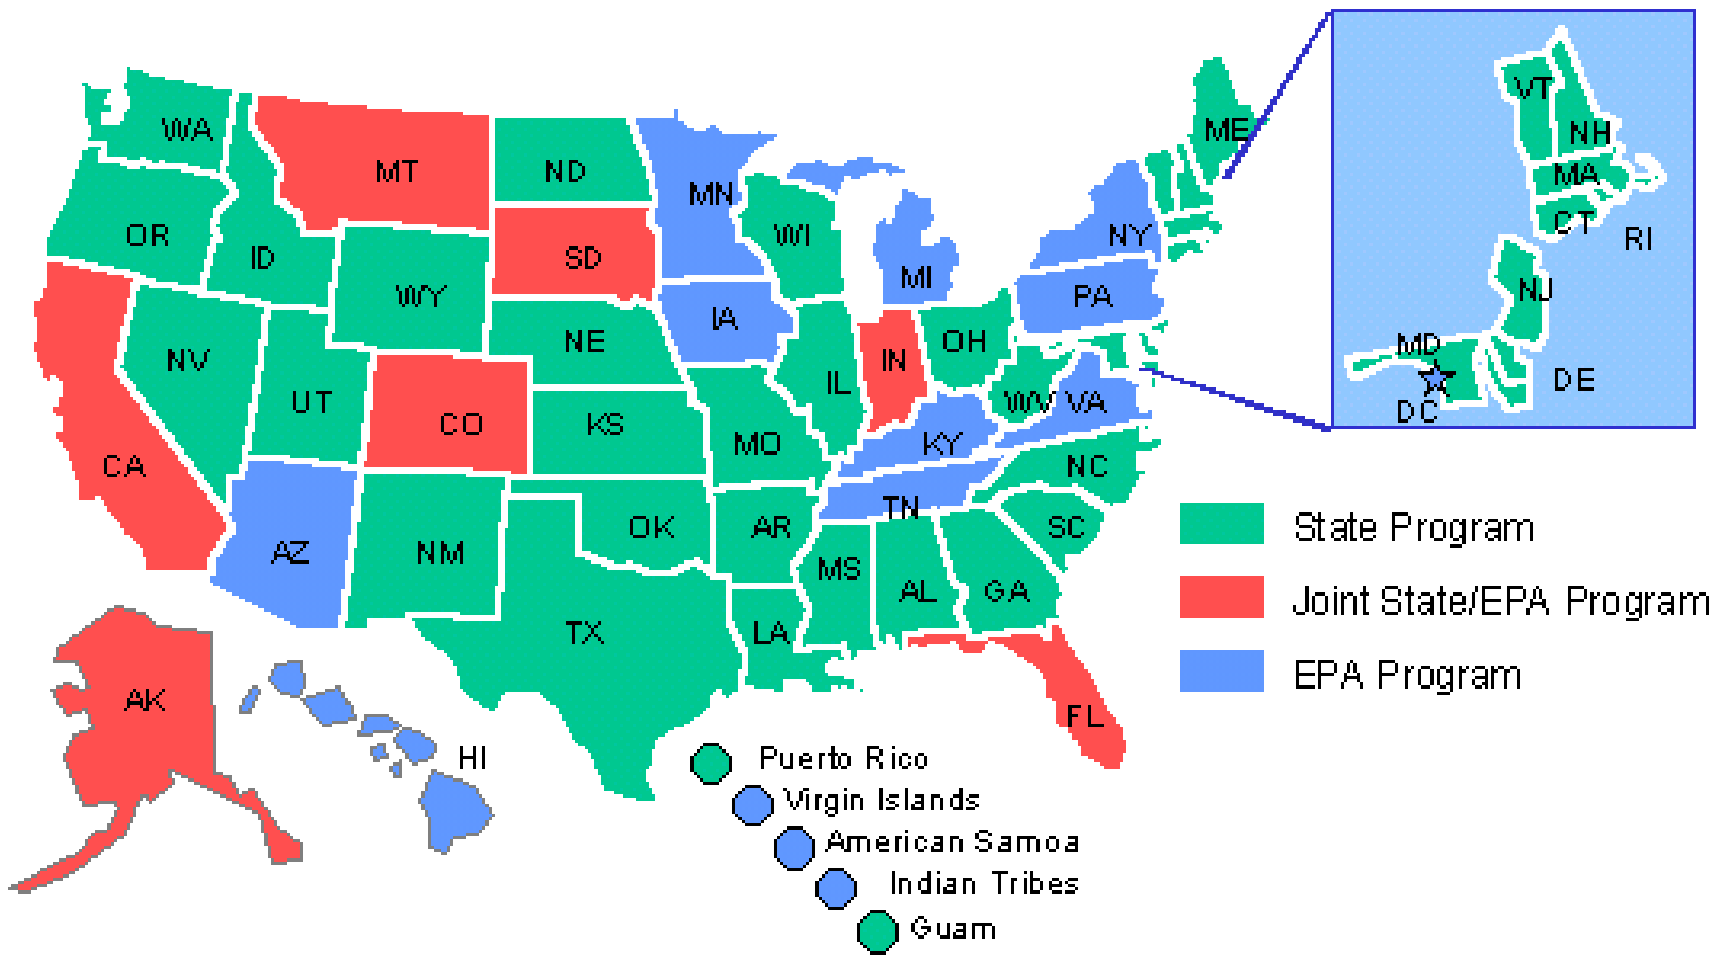 WA
MT
ND
MN
ME
VT
NH
MA
CT
RI
OR
ID
SD
WI
NY
MI
WY
IA
PA
NJ
NV
NE
OH
IN
MD
UT
IL
WV
VA
DE
DC
CO
KS
CA
MO
KY
NC
TN
AZ
NM
OK
AR
SC
MS
AL
GA
TX
LA
AK
FL
HI
State Program
Joint State/EPA Program
EPA Program
Puerto Rico
Virgin Islands
American Samoa
Indian Tribes
Guam